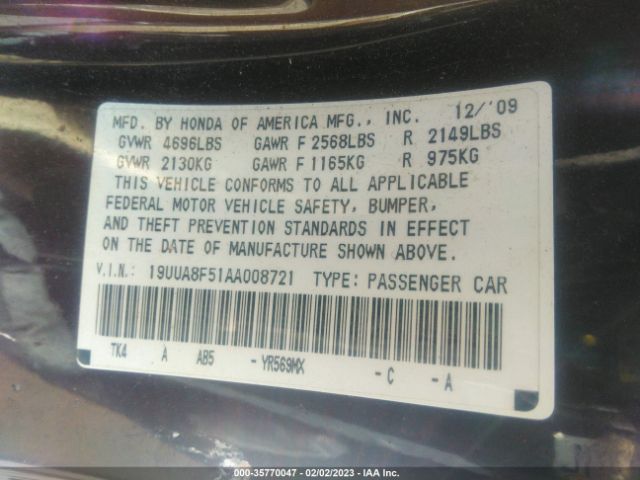 MFD. BY HONDA OF AMERICA MFG., INC. 12/'09
GVWR 4696LBS GAWR F 2568LBS R 2149LBS
GVWR 2130KG GAWR F 1165KG R 975KG
THIS VEHICLE CONFORMS TO ALL APPLICABLE
FEDERAL MOTOR VEHICLE SAFETY, BUMPER,
AND THEFT PREVENTION STANDARDS IN EFFECT
ON THE DATE OF MANUFACTURE SHOWN ABOVE.
V.I.N.: 19UUA8F51AA008721 TYPE: PASSENGER CAR
TK4 A AB5 -YR569MX -C -A
000-35770047 - 02/02/2023 - IAA Inc.